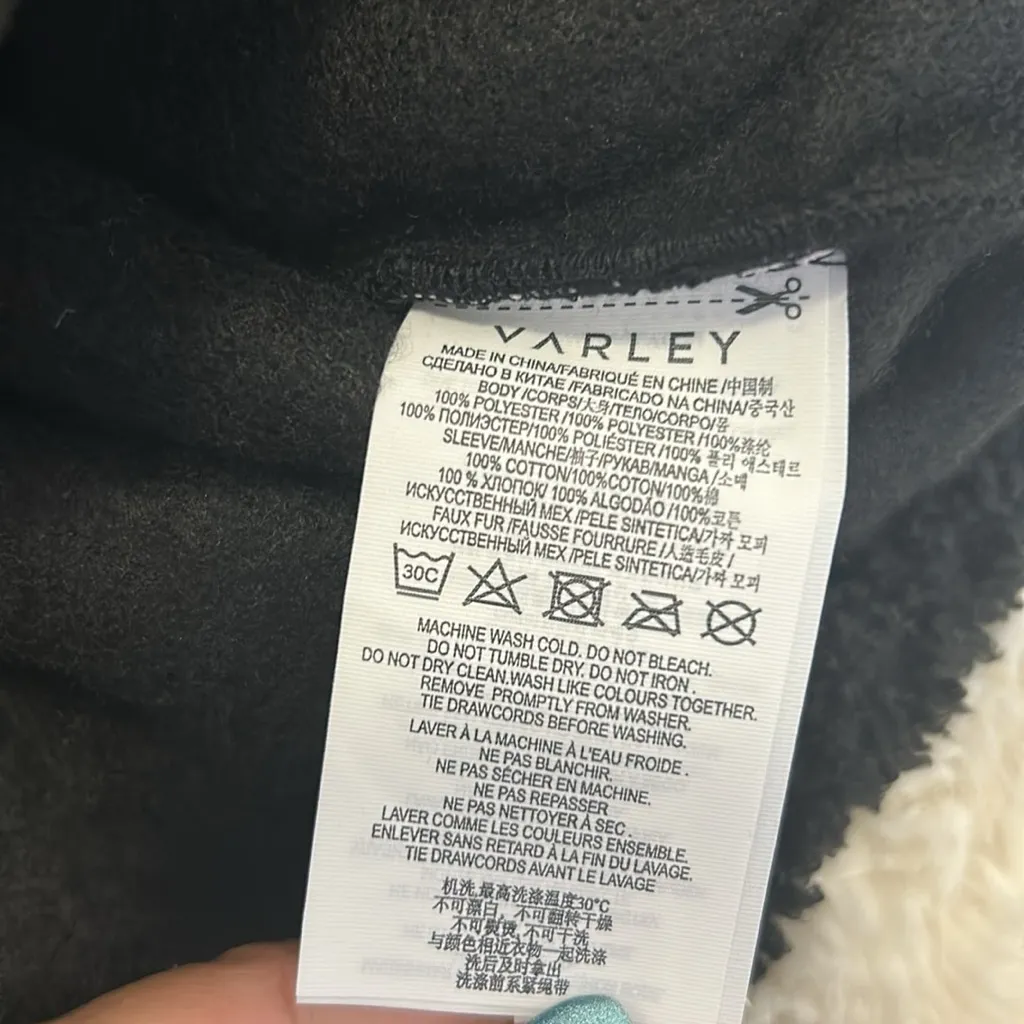 VARLEY
MADE IN CHINA/FABRIQUÉ EN CHINE /中国制
СДЕЛАНО В КИТАЕ /FABRICADO NA CHINA/중국산
BODY /CORPS/大身/ТЕЛО/CORPO/몸
100% POLYESTER /100% POLYESTER /100%涤纶
100% ПОЛИЭСТЕР/100% POLIÉSTER /100% 폴리 에스테르
SLEEVE/MANCHE/袖子/РУКАВ/MANGA /소매
100% COTTON/100%COTON/100%棉
100 % ХЛОПОК/ 100% ALGODÃO /100%코튼
ИСКУССТВЕННЫЙ МЕХ /PELE SINTETICA/가짜 모피
FAUX FUR /FAUSSE FOURRURE /人造毛皮 /
ИСКУССТВЕННЫЙ МЕХ /PELE SINTETICA/가짜 모피
30C
MACHINE WASH COLD. DO NOT BLEACH.
DO NOT TUMBLE DRY. DO NOT IRON .
DO NOT DRY CLEAN.WASH LIKE COLOURS TOGETHER.
REMOVE PROMPTLY FROM WASHER.
TIE DRAWCORDS BEFORE WASHING.
LAVER À LA MACHINE À L'EAU FROIDE .
NE PAS BLANCHIR.
NE PAS SÉCHER EN MACHINE.
NE PAS REPASSER
NE PAS NETTOYER À SEC .
LAVER COMME LES COULEURS ENSEMBLE.
ENLEVER SANS RETARD À LA FIN DU LAVAGE.
TIE DRAWCORDS AVANT LE LAVAGE
机洗,最高洗涤温度30°C
不可漂白，不可翻转干燥
不可熨烫,不可干洗
与颜色相近衣物一起洗涤
洗后及时拿出
洗涤前系紧绳带